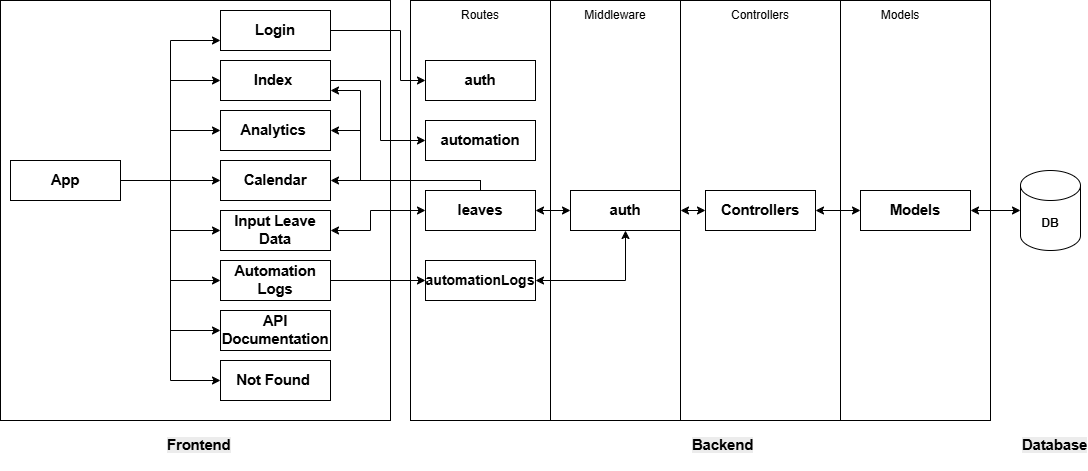 Routes
Middleware
Controllers
Models
Login
Index
Analytics
App
Calendar
Input Leave
Data
Automation
Logs
API
Documentation
Not Found
auth
automation
leaves
automationLogs
auth
Controllers
Models
DB
Frontend
Backend
Database